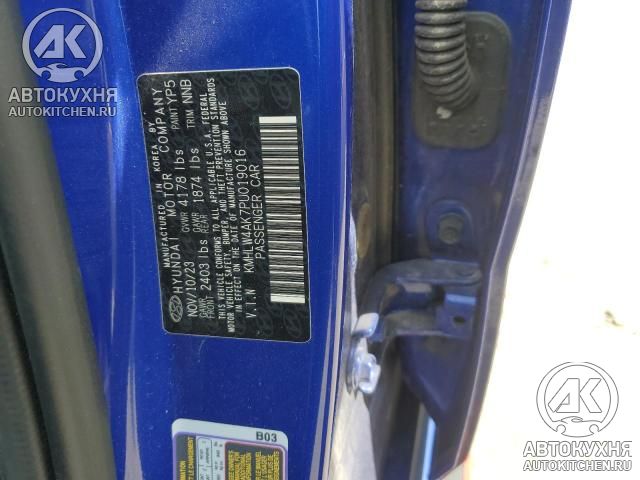 MANUFACTURED IN KOREA BY
HYUNDAI MOTOR COMPANY
NOV/10/23 GVWR 4178 lbs PAINT YP5
GAWR FRONT 2403 lbs GAWR REAR 1874 lbs TRIM NNB
THIS VEHICLE CONFORMS TO ALL APPLICABLE U.S.A. FEDERAL
MOTOR VEHICLE SAFETY, BUMPER, AND THEFT PREVENTION STANDARDS
IN EFFECT ON THE DATE OF MANUFACTURE SHOWN ABOVE
V.I.N KMHLW4AK7PU019016
PASSENGER CAR
B03
AK
АВТОКУХНЯ
AUTOKITCHEN.RU
AK
АВТОКУХНЯ
AUTOKITCHEN.RU